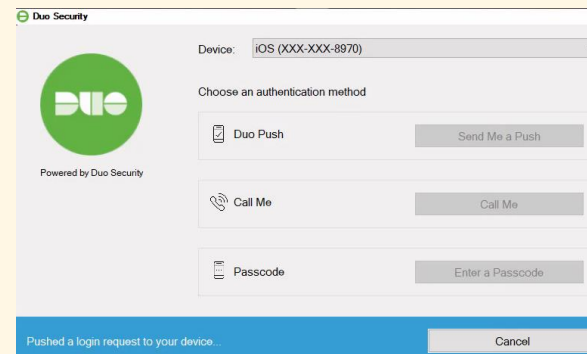 Duo Security
Device: iOS (XXX-XXX-8970)
Choose an authentication method
DUO
Duo Push Send Me a Push
Powered by Duo Security
Call Me Call Me
Passcode Enter a Passcode
Pushed a login request to your device... Cancel